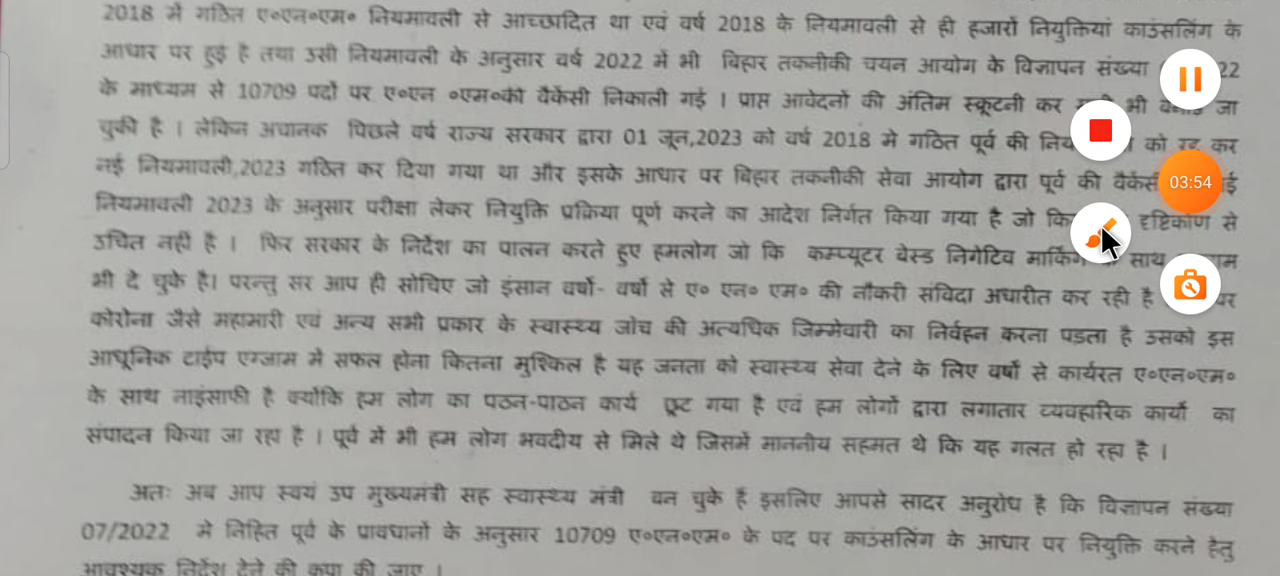 2018 में गठित ए०एन०एम० नियमावली से आच्छादित था एवं वर्ष 2018 के नियमावली से ही हजारों नियुक्तियां काउंसलिंग के
आधार पर हुई है तथा उसी नियमावली के अनुसार वर्ष 2022 में भी बिहार तकनीकी चयन आयोग के विज्ञापन संख्या 22
के माध्यम से 10709 पदों पर ए०एन ०एम०की वैकेंसी निकाली गई । प्राप्त आवेदनों की अंतिम स्क्रूटनी कर भी जा
चुकी है । लेकिन अचानक पिछले वर्ष राज्य सरकार द्वारा 01 जून,2023 को वर्ष 2018 मे गठित पूर्व की को रद्द कर
नई नियमावली,2023 गठित कर दिया गया था और इसके आधार पर बिहार तकनीकी सेवा आयोग द्वारा पूर्व की
03:54
नियमावली 2023 के अनुसार परीक्षा लेकर नियुक्ति प्रक्रिया पूर्ण करने का आदेश निर्गत किया गया है जो दृष्टिकोण से
उचित नहीं है । फिर सरकार के निर्देश का पालन करते हुए हमलोग जो कि कम्प्यूटर बेस्ड निगेटिव मार्किंग साथ
भी दे चुके है। परन्तु सर आप ही सोचिए जो इंसान वर्षो- वर्षो से ए० एन० एम० की नौकरी संविदा अधारीत कर रही है
कोरोना जैसे महामारी एवं अन्य सभी प्रकार के स्वास्थ्य जाँच की अत्यधिक जिम्मेवारी का निर्वहन करना पडता है उसको इस
आधूनिक टाईप एग्जाम में सफल होना कितना मुश्किल है यह जनता को स्वास्थ्य सेवा देने के लिए वर्षो से कार्यरत ए०एन०एम०
के साथ नाइंसाफी है क्योंकि हम लोग का पठन-पाठन कार्य छूट गया है एवं हम लोगों द्वारा लगातार व्यवहारिक कार्यो का
संपादन किया जा रहा है । पूर्व में भी हम लोग भवदीय से मिले थे जिसमें माननीय सहमत थे कि यह गलत हो रहा है ।
अतः अब आप स्वयं उप मुख्यमंत्री सह स्वास्थ्य मंत्री बन चुके हैं इसलिए आपसे सादर अनुरोध है कि विज्ञापन संख्या
07/2022 मे निहित पूर्व के प्रावधानों के अनुसार 10709 ए०एन०एम० के पद पर काउंसलिंग के आधार पर नियुक्ति करने हेतु
आवश्यक निर्देश देने की कृपा की जाए ।